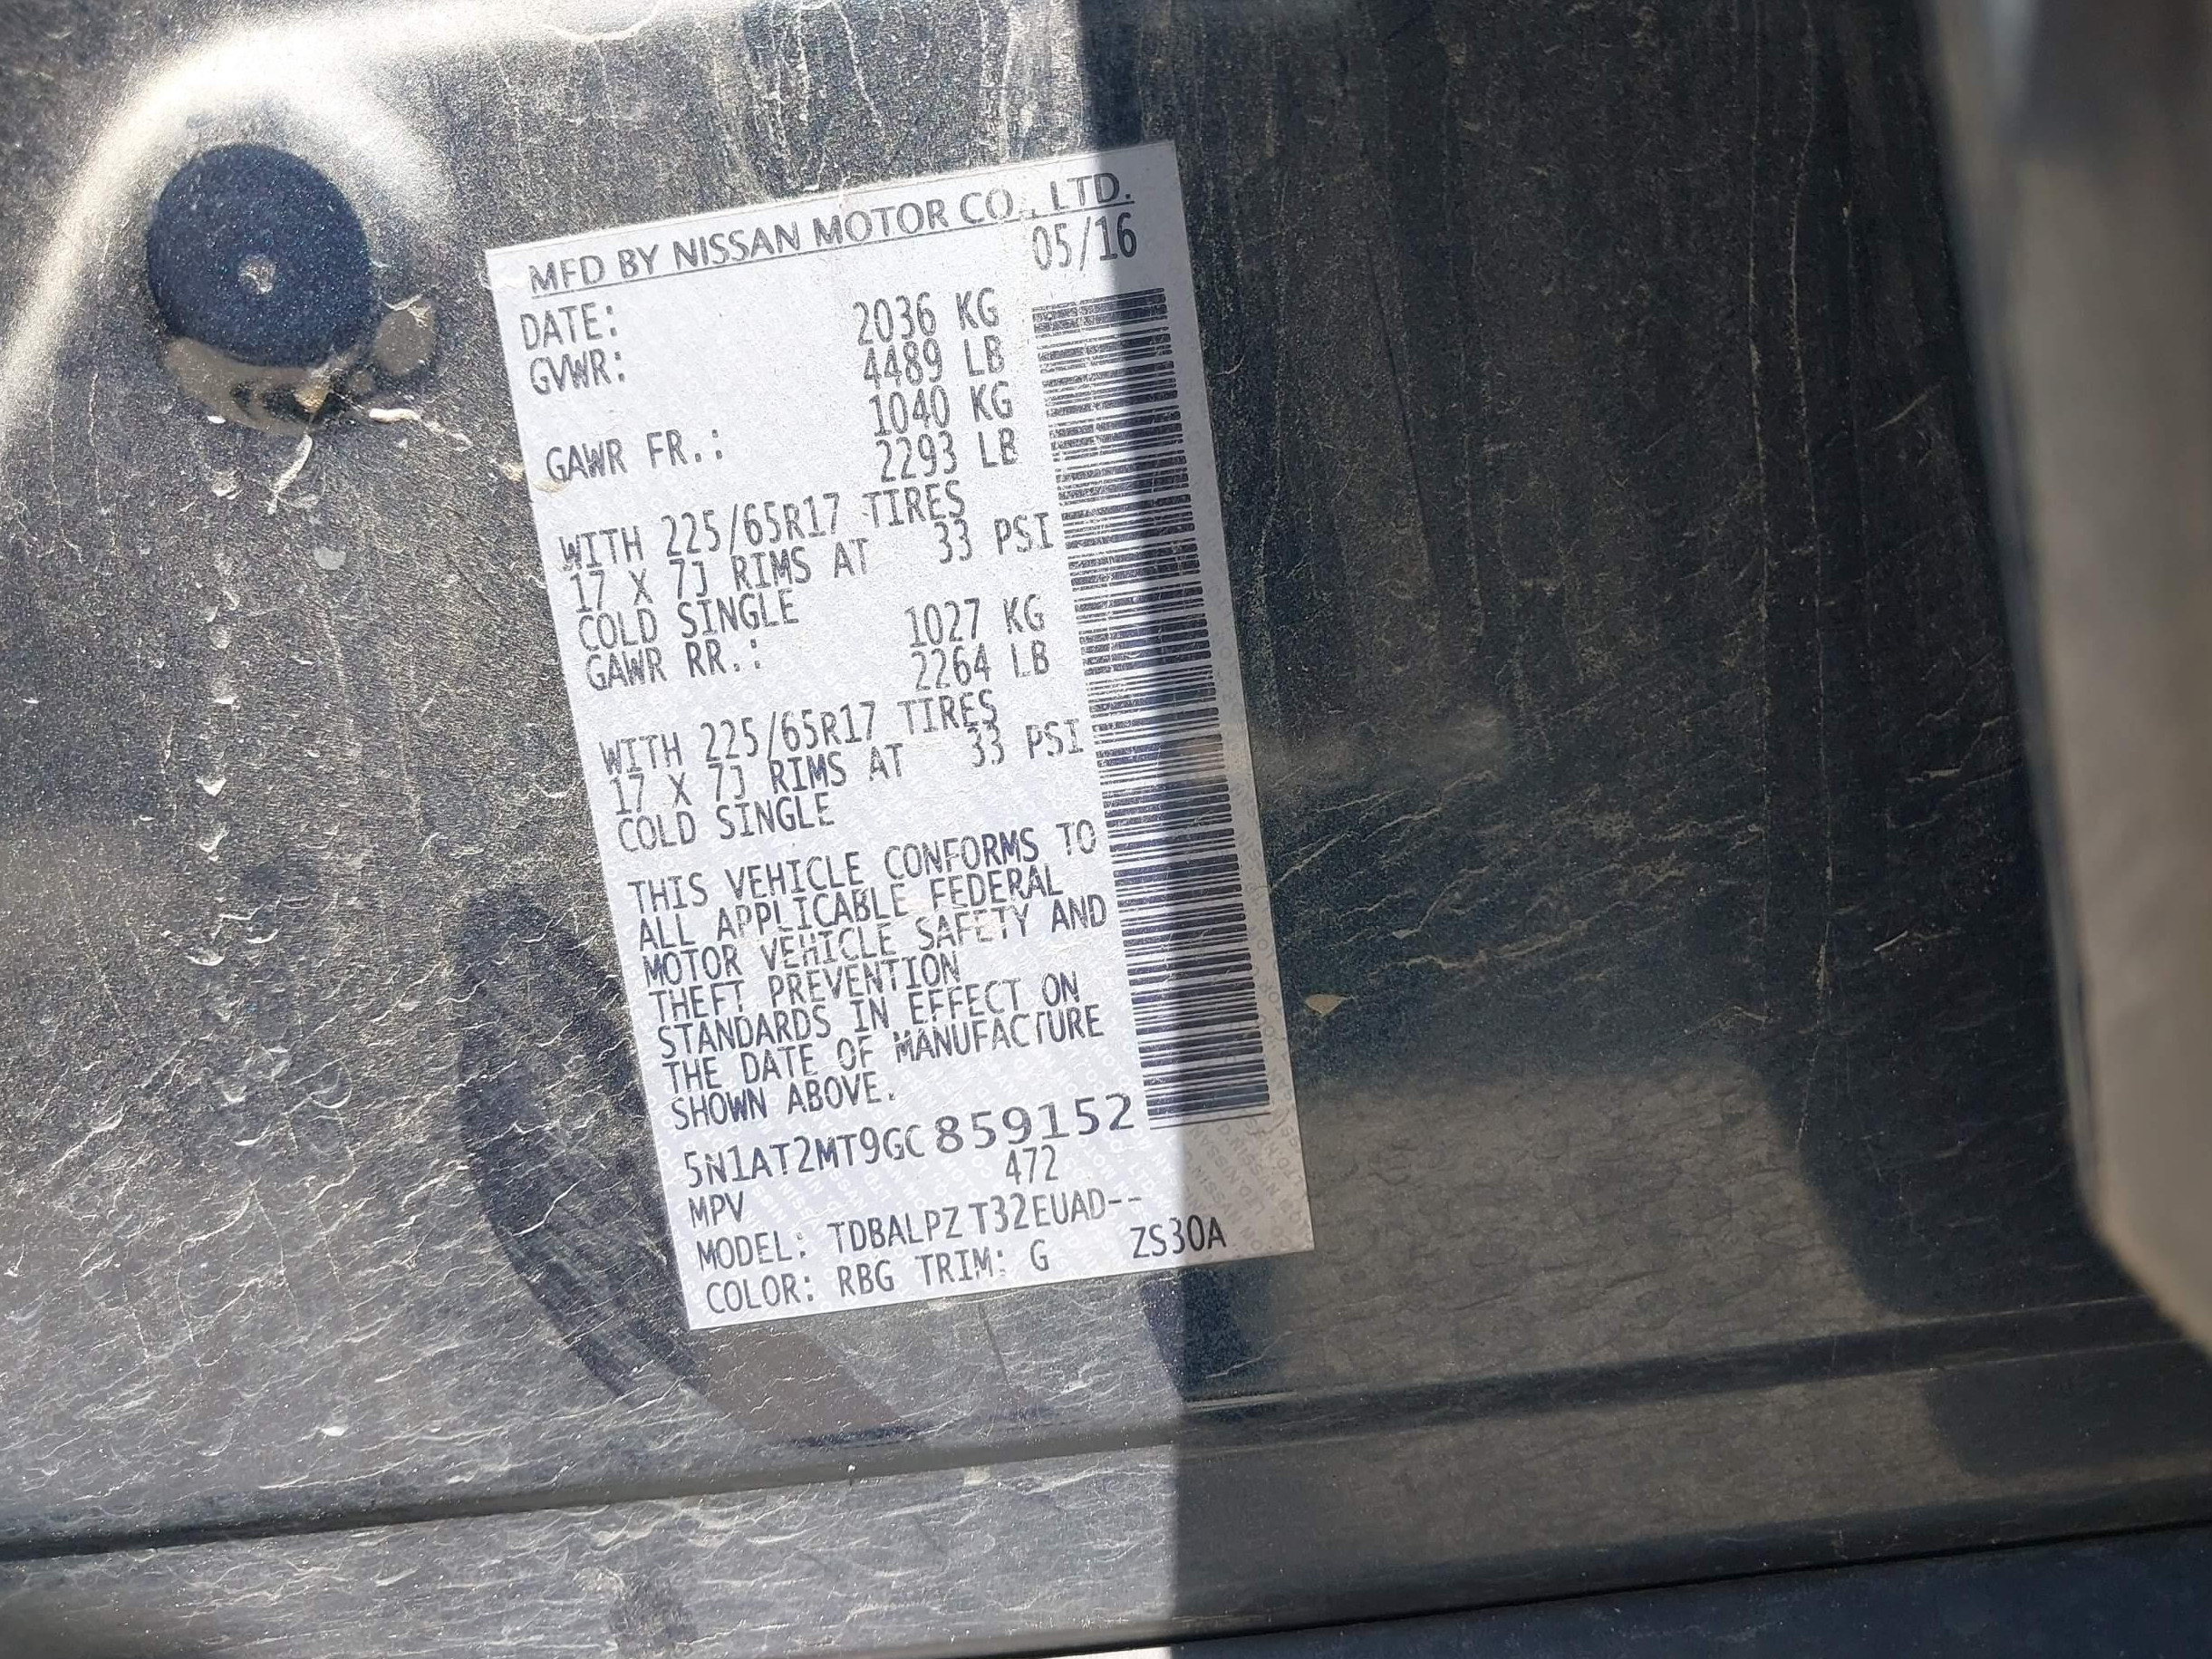 MFD BY NISSAN MOTOR CO., LTD.
DATE: 05/16
GVWR: 2036 KG
4489 LB
GAWR FR.: 1040 KG
2293 LB
WITH 225/65R17 TIRES
17 X 7J RIMS AT 33 PSI
COLD SINGLE
GAWR RR.: 1027 KG
2264 LB
WITH 225/65R17 TIRES
17 X 7J RIMS AT 33 PSI
COLD SINGLE
THIS VEHICLE CONFORMS TO
ALL APPLICABLE FEDERAL
MOTOR VEHICLE SAFETY AND
THEFT PREVENTION
STANDARDS IN EFFECT ON
THE DATE OF MANUFACTURE
SHOWN ABOVE.
5N1AT2MT9GC859152
MPV 472
MODEL: TDBALPZ T32EUAD--
COLOR: RBG TRIM: G ZS30A